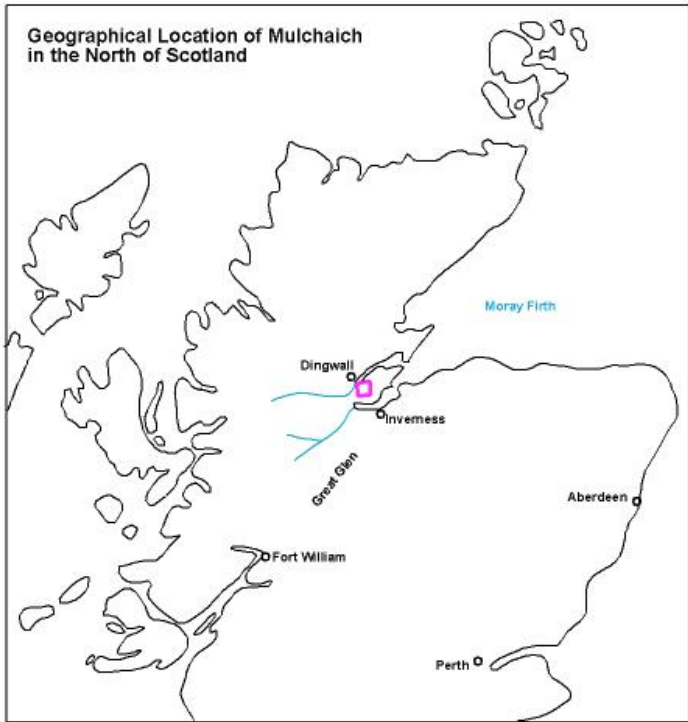 Geographical Location of Mulchaich
in the North of Scotland
Moray Firth
Dingwall
Inverness
Great Glen
Aberdeen
Fort William
Perth